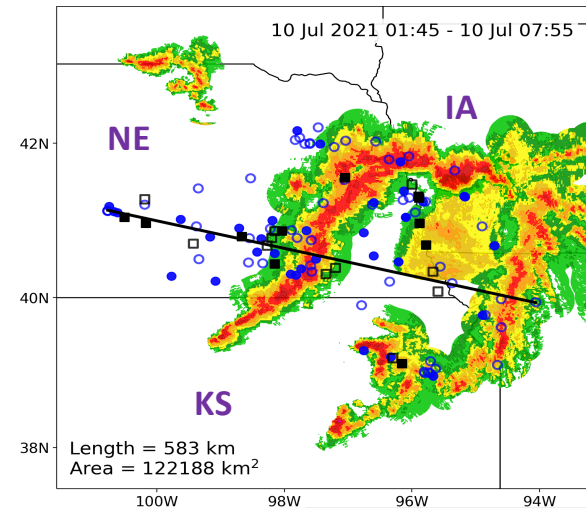 10 Jul 2021 01:45 - 10 Jul 07:55
IA
NE
42N
40N
KS
Length = 583 km
Area = 122188 km²
38N
100W 98W 96W 94W